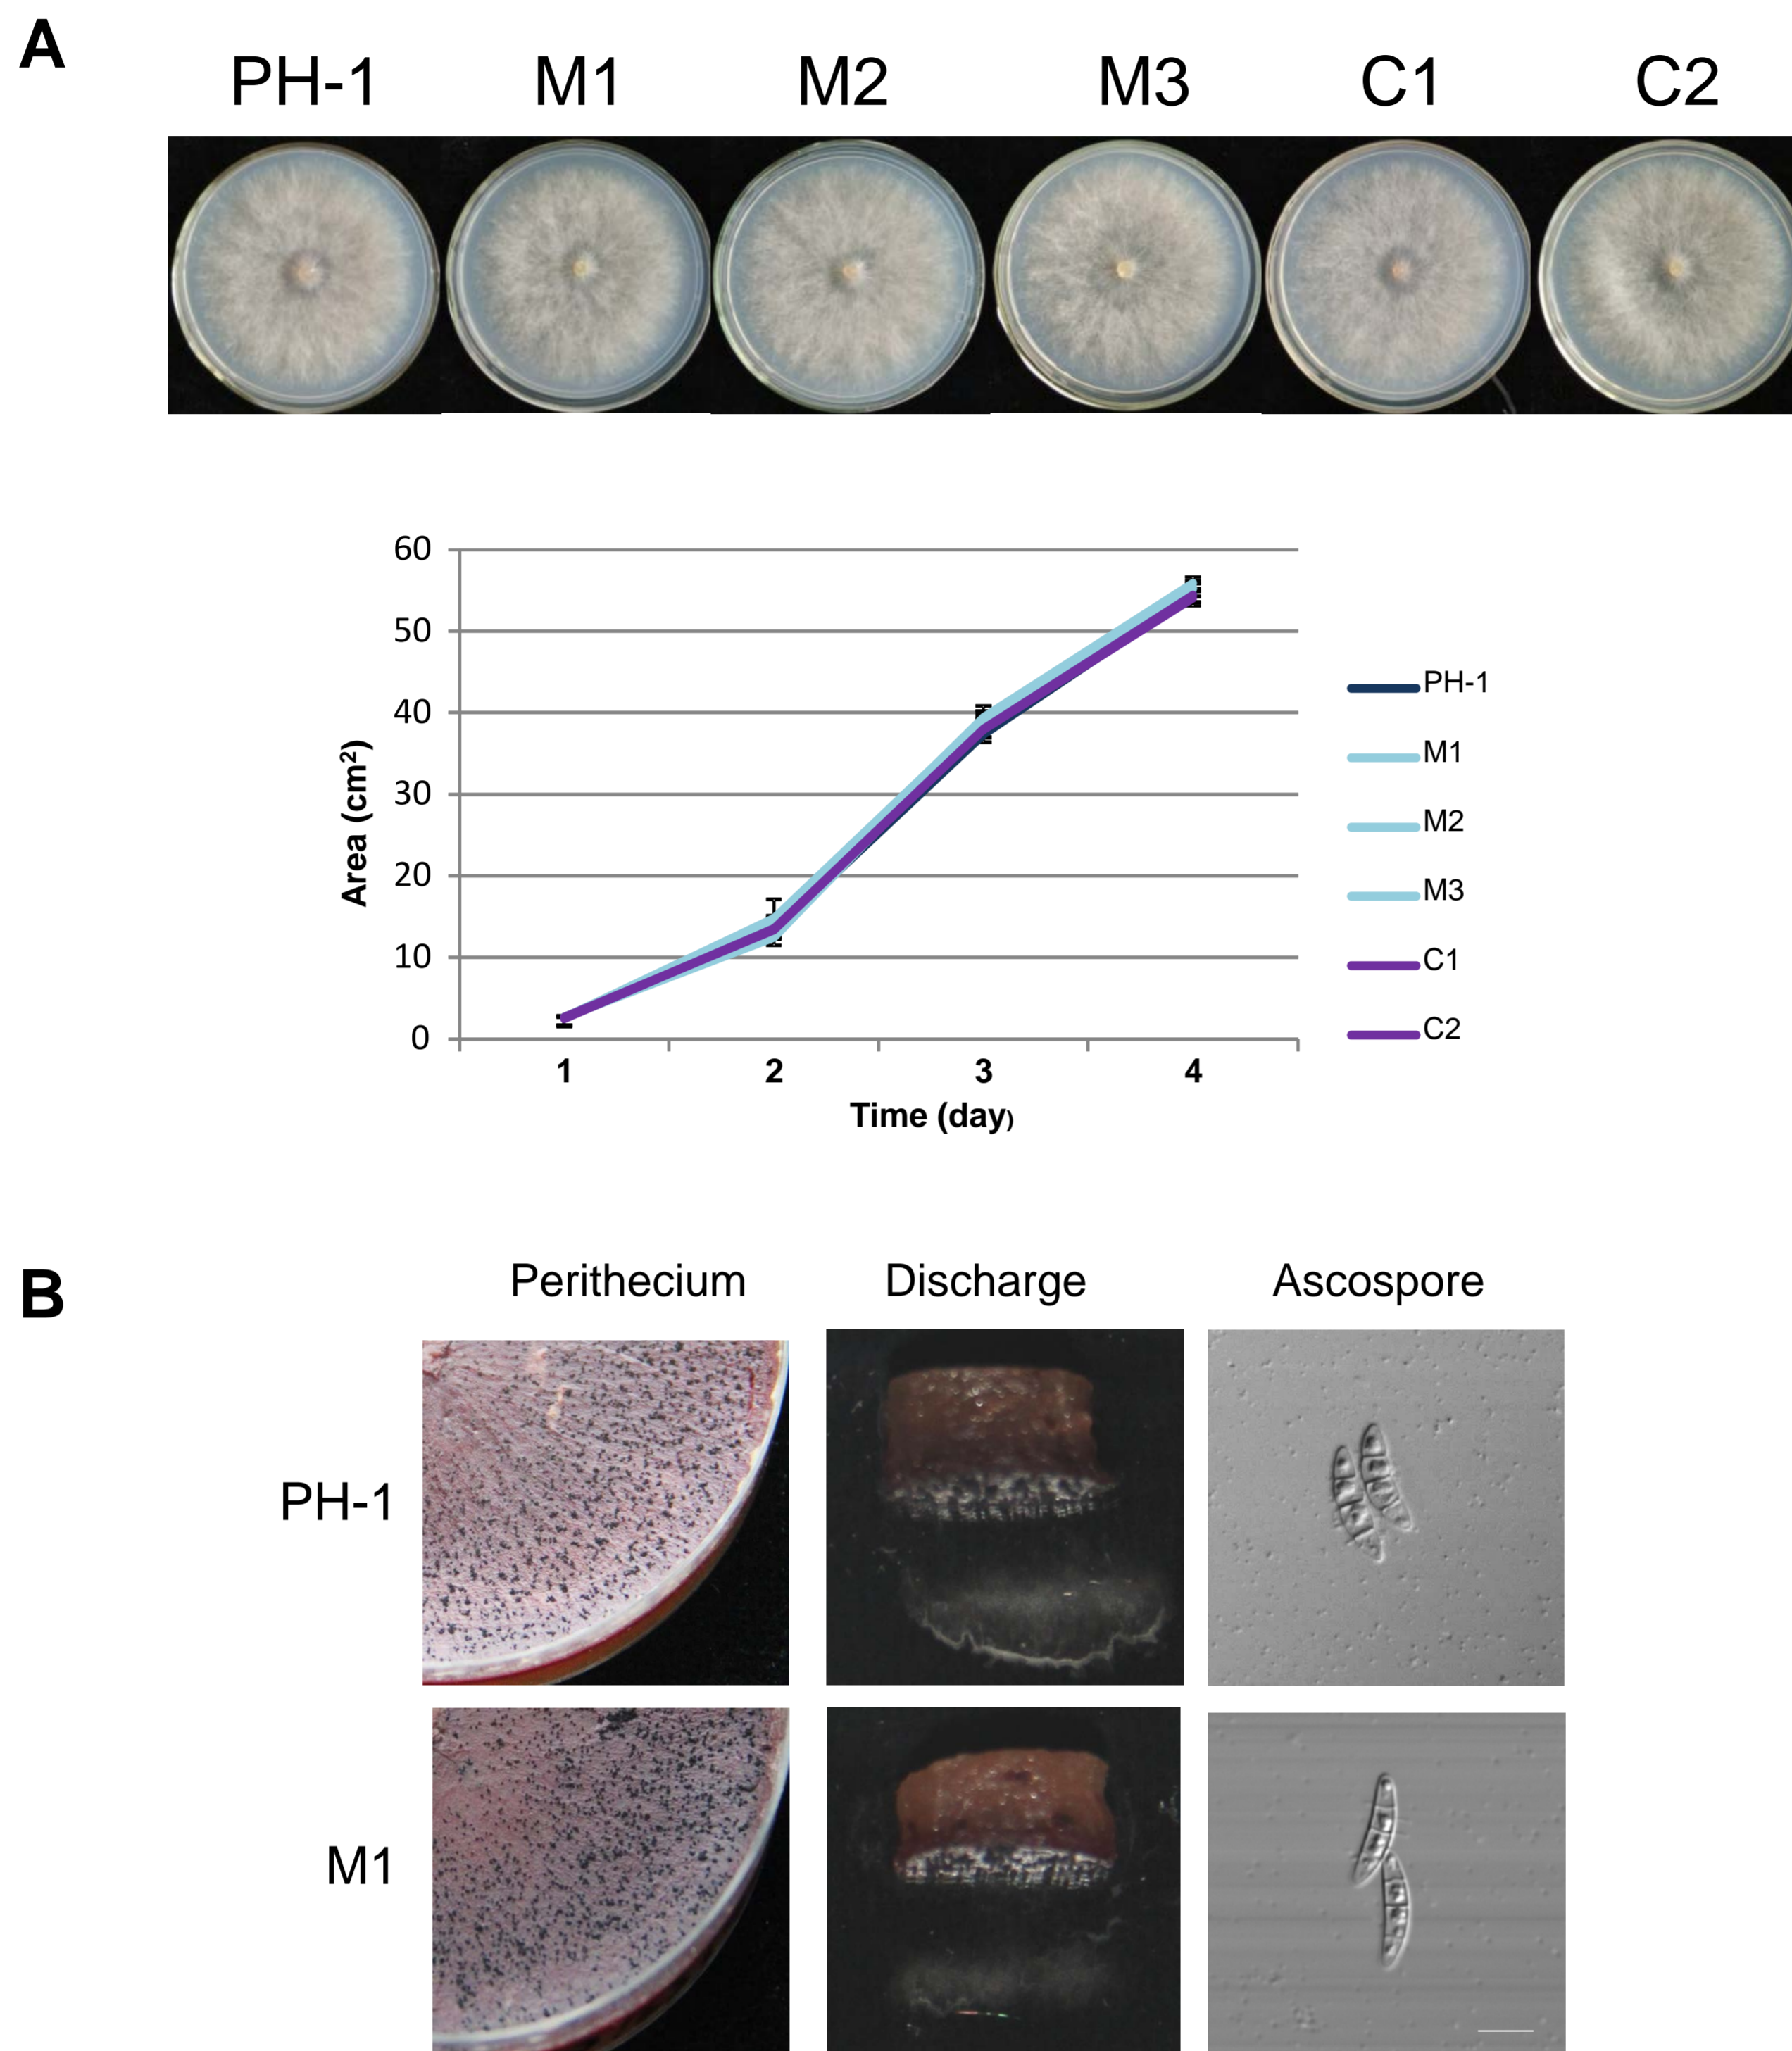 A
PH-1 M1 M2 M3 C1 C2
60
50
40
30
20
10
0
Area (cm²)
1 2 3 4
Time (day)
PH-1
M1
M2
M3
C1
C2
B
Perithecium Discharge Ascospore
PH-1
M1